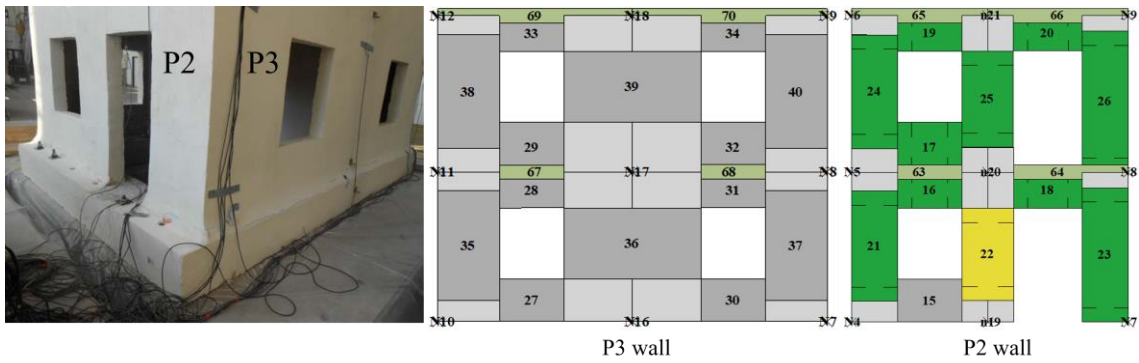 P2 P3
N12 69 N18 70 N9
33 34
38 39 40
29 32
N11 67 N17 68 N8
28 31
35 36 37
27 30
N10 N16 N7
P3 wall
N6 65 n21 66 N9
19 20
24 25 26
17
N5 63 n20 64 N8
16 18
21 22 23
15
N4 n19 N7
P2 wall